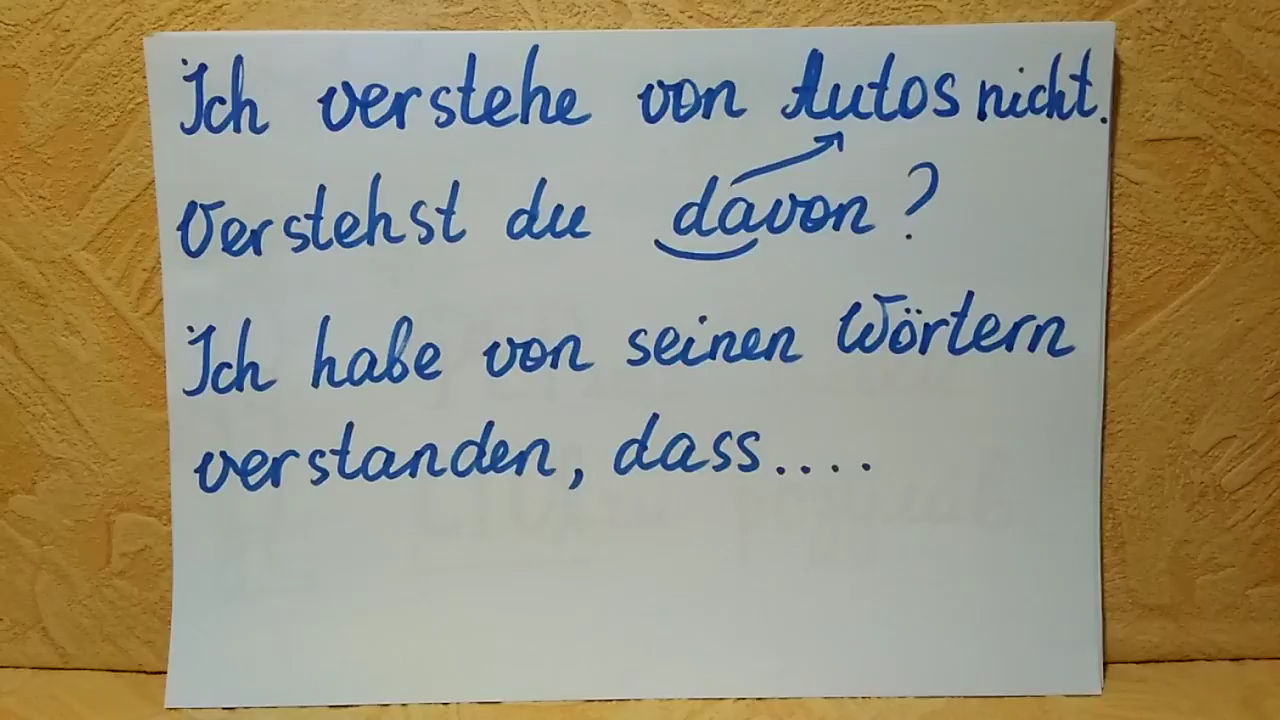 Ich verstehe von Autos nicht.
Verstehst du davon?
Ich habe von seinen Wörtern
verstanden, dass....